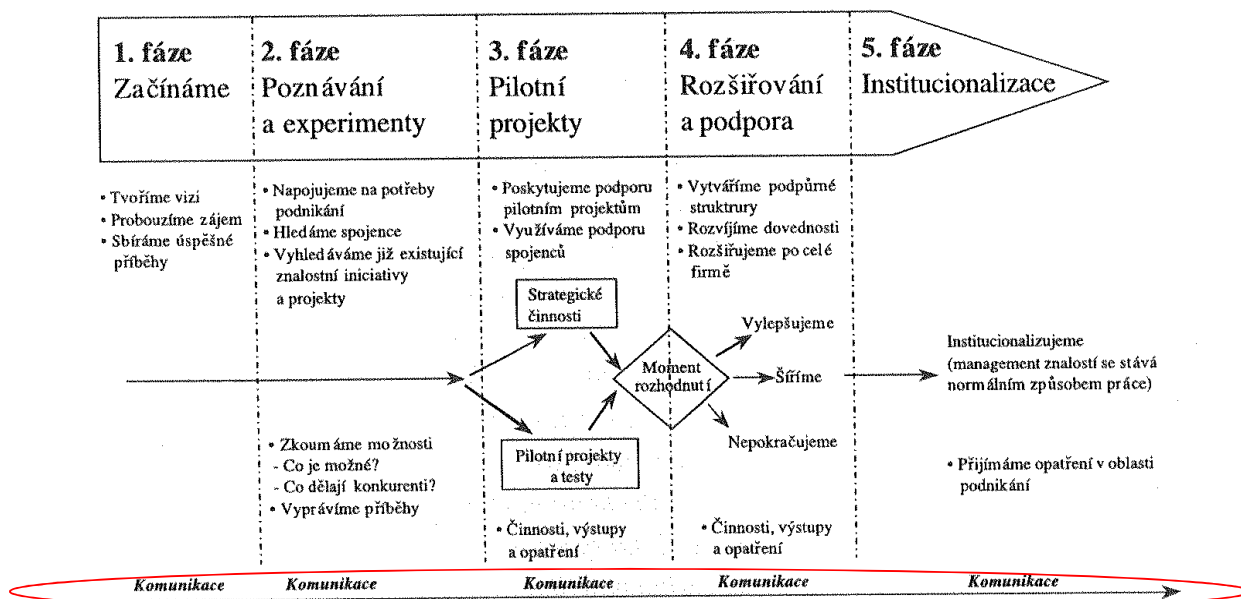 1. fáze
Začínáme
2. fáze
Poznávání
a experimenty
3. fáze
Pilotní
projekty
4. fáze
Rozšiřování
a podpora
5. fáze
Institucionalizace
• Tvoříme vizi
• Probouzíme zájem
• Sbíráme úspěšné
příběhy
• Napojujeme na potřeby
podnikání
• Hledáme spojence
• Vyhledáváme již existující
znalostní iniciativy
a projekty
• Poskytujeme podporu
pilotním projektům
• Využíváme podporu
spojenců
• Vytváříme podpůrné
struktrury
• Rozvíjíme dovednosti
• Rozšiřujeme po celé
firmě
Strategické
činnosti
Moment
rozhodnutí
Vylepšujeme
Šíříme
Nepokračujeme
Institucionalizujeme
(management znalostí se stává
normálním způsobem práce)
• Zkoumáme možnosti
- Co je možné?
- Co dělají konkurenti?
• Vyprávíme příběhy
Pilotní projekty
a testy
• Činnosti, výstupy
a opatření
• Činnosti, výstupy
a opatření
• Přijímáme opatření v oblasti
podnikání
Komunikace
Komunikace
Komunikace
Komunikace
Komunikace